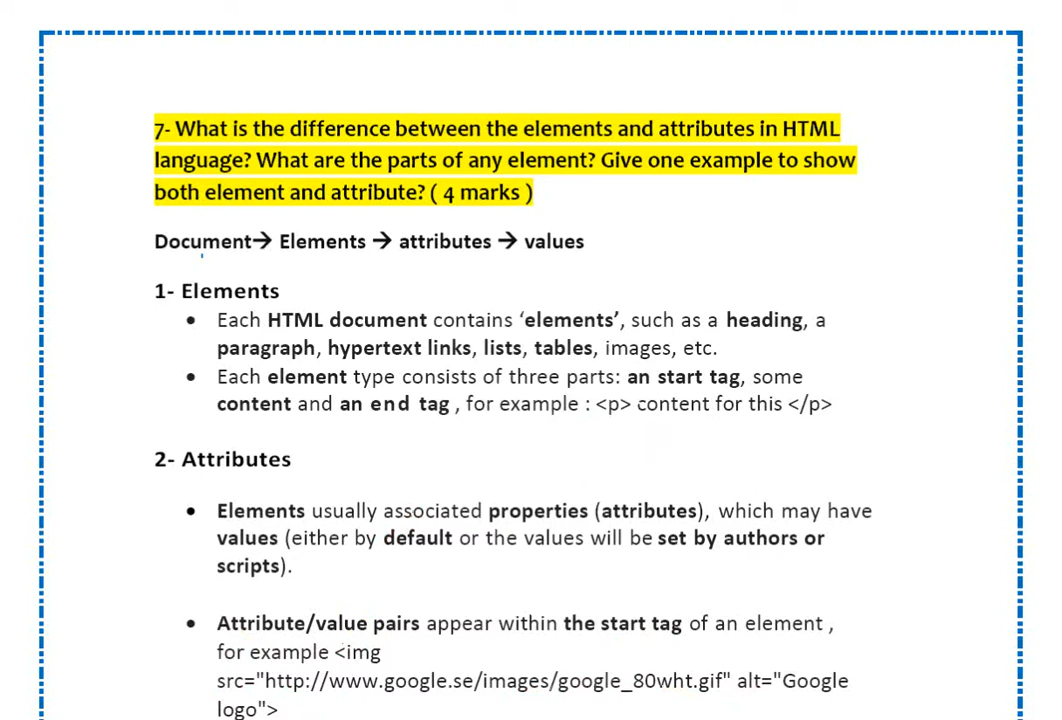 7- What is the difference between the elements and attributes in HTML
language? What are the parts of any element? Give one example to show
both element and attribute? ( 4 marks )
Document→ Elements → attributes → values
1- Elements
• Each HTML document contains ‘elements’, such as a heading, a
paragraph, hypertext links, lists, tables, images, etc.
• Each element type consists of three parts: an start tag, some
content and an end tag , for example : <p> content for this </p>
2- Attributes
• Elements usually associated properties (attributes), which may have
values (either by default or the values will be set by authors or
scripts).
• Attribute/value pairs appear within the start tag of an element ,
for example <img
src="http://www.google.se/images/google_80wht.gif" alt="Google
logo">